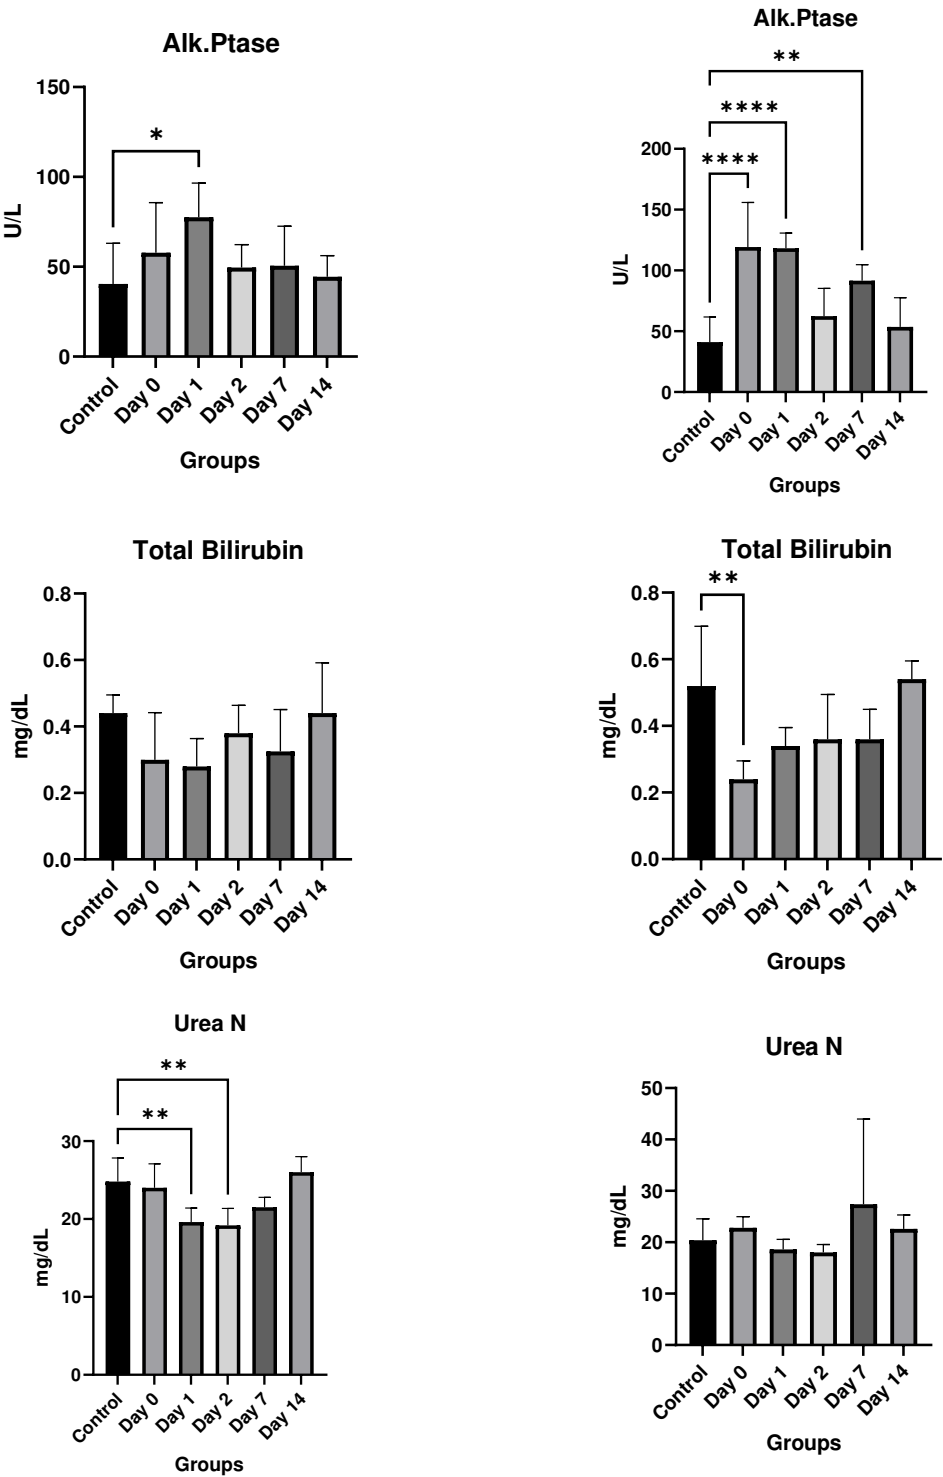 Alk.Ptase
150
100
50
0
U/L
*
Control
Day 0
Day 1
Day 2
Day 7
Day 14
Groups
Alk.Ptase
**
****
****
200
150
100
50
0
U/L
Control
Day 0
Day 1
Day 2
Day 7
Day 14
Groups
Total Bilirubin
0.8
0.6
0.4
0.2
0.0
mg/dL
Control
Day 0
Day 1
Day 2
Day 7
Day 14
Groups
Total Bilirubin
**
0.8
0.6
0.4
0.2
0.0
mg/dL
Control
Day 0
Day 1
Day 2
Day 7
Day 14
Groups
Urea N
**
**
30
20
10
0
mg/dL
Control
Day 0
Day 1
Day 2
Day 7
Day 14
Groups
Urea N
50
40
30
20
10
0
mg/dL
Control
Day 0
Day 1
Day 2
Day 7
Day 14
Groups